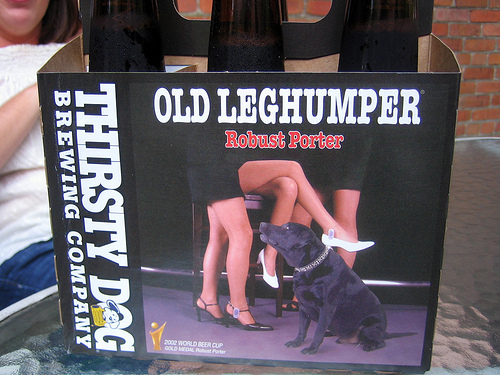 THIRSTY DOG
BREWING COMPANY
OLD LEGHUMPER
Robust Porter
2002 WORLD BEER CUP
GOLD MEDAL Robust Porter